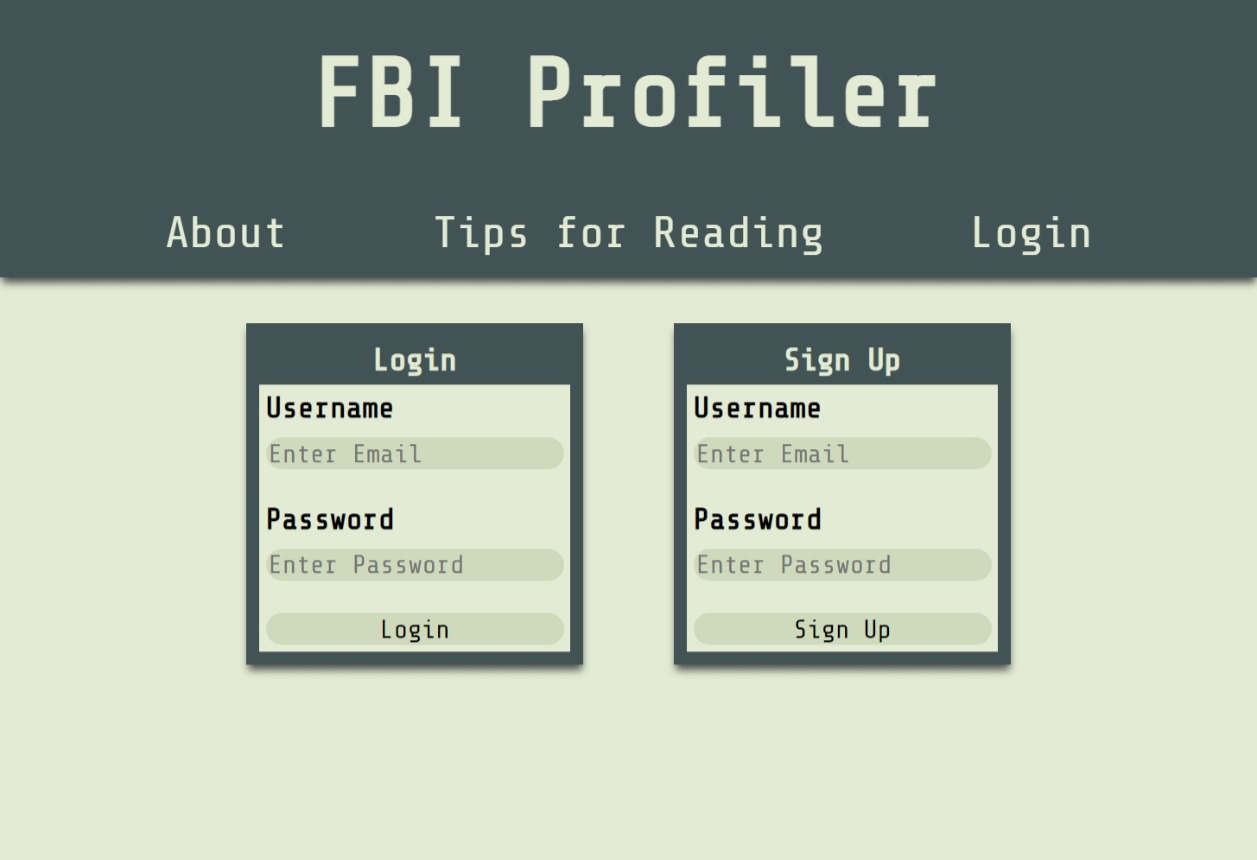 FBI Profiler
About Tips for Reading Login
Login
Username
Enter Email
Password
Enter Password
Login
Sign Up
Username
Enter Email
Password
Enter Password
Sign Up